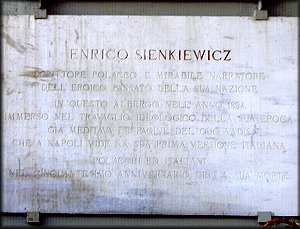 ENRICO SIENKIEWICZ
SCRITTORE POLACCO E MIRABILE NARRATORE
DELL'EROICO PASSATO DELLA SUA NAZIONE
IN QUESTO ALBERGO NELL'ANNO
IMMERSO NEL TRAVAGLIO IDEOLOGICO DELLA SUA EPOCA
GIÀ MEDITAVA LE PAGINE DEL QUO VADIS
CHE A NAPOLI VIDE LA SUA PRIMA VERSIONE ITALIANA
POLACCHI ED ITALIANI
NEL CINQUANTESIMO ANNIVERSARIO DELLA SUA MORTE